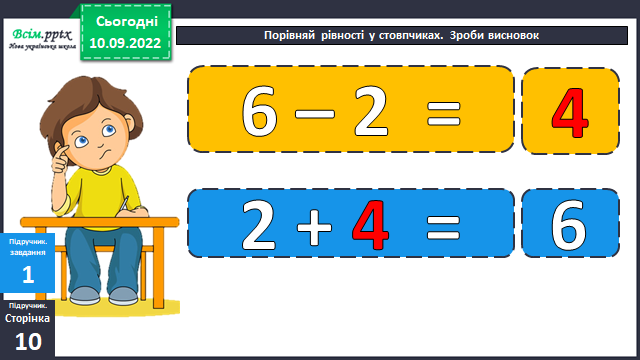 Всім.pptx
Нова українська школа
Сьогодні
10.09.2022
Порівняй рівності у стовпчиках. Зроби висновок
6 – 2 = 4
2 + 4 = 6
Підручник.
завдання
1
Підручник.
Сторінка
10